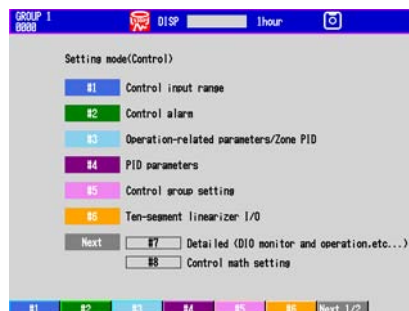 GROUP 1 DISP 1hour
0000
Setting mode(Control)
#1 Control input range
#2 Control alarm
#3 Operation-related parameters/Zone PID
#4 PID parameters
#5 Control group setting
#6 Ten-segment linearizer I/O
Next #7 Detailed (DIO monitor and operation.etc...)
#8 Control math setting
#1 #2 #3 #4 #5 #6 Next 1/2